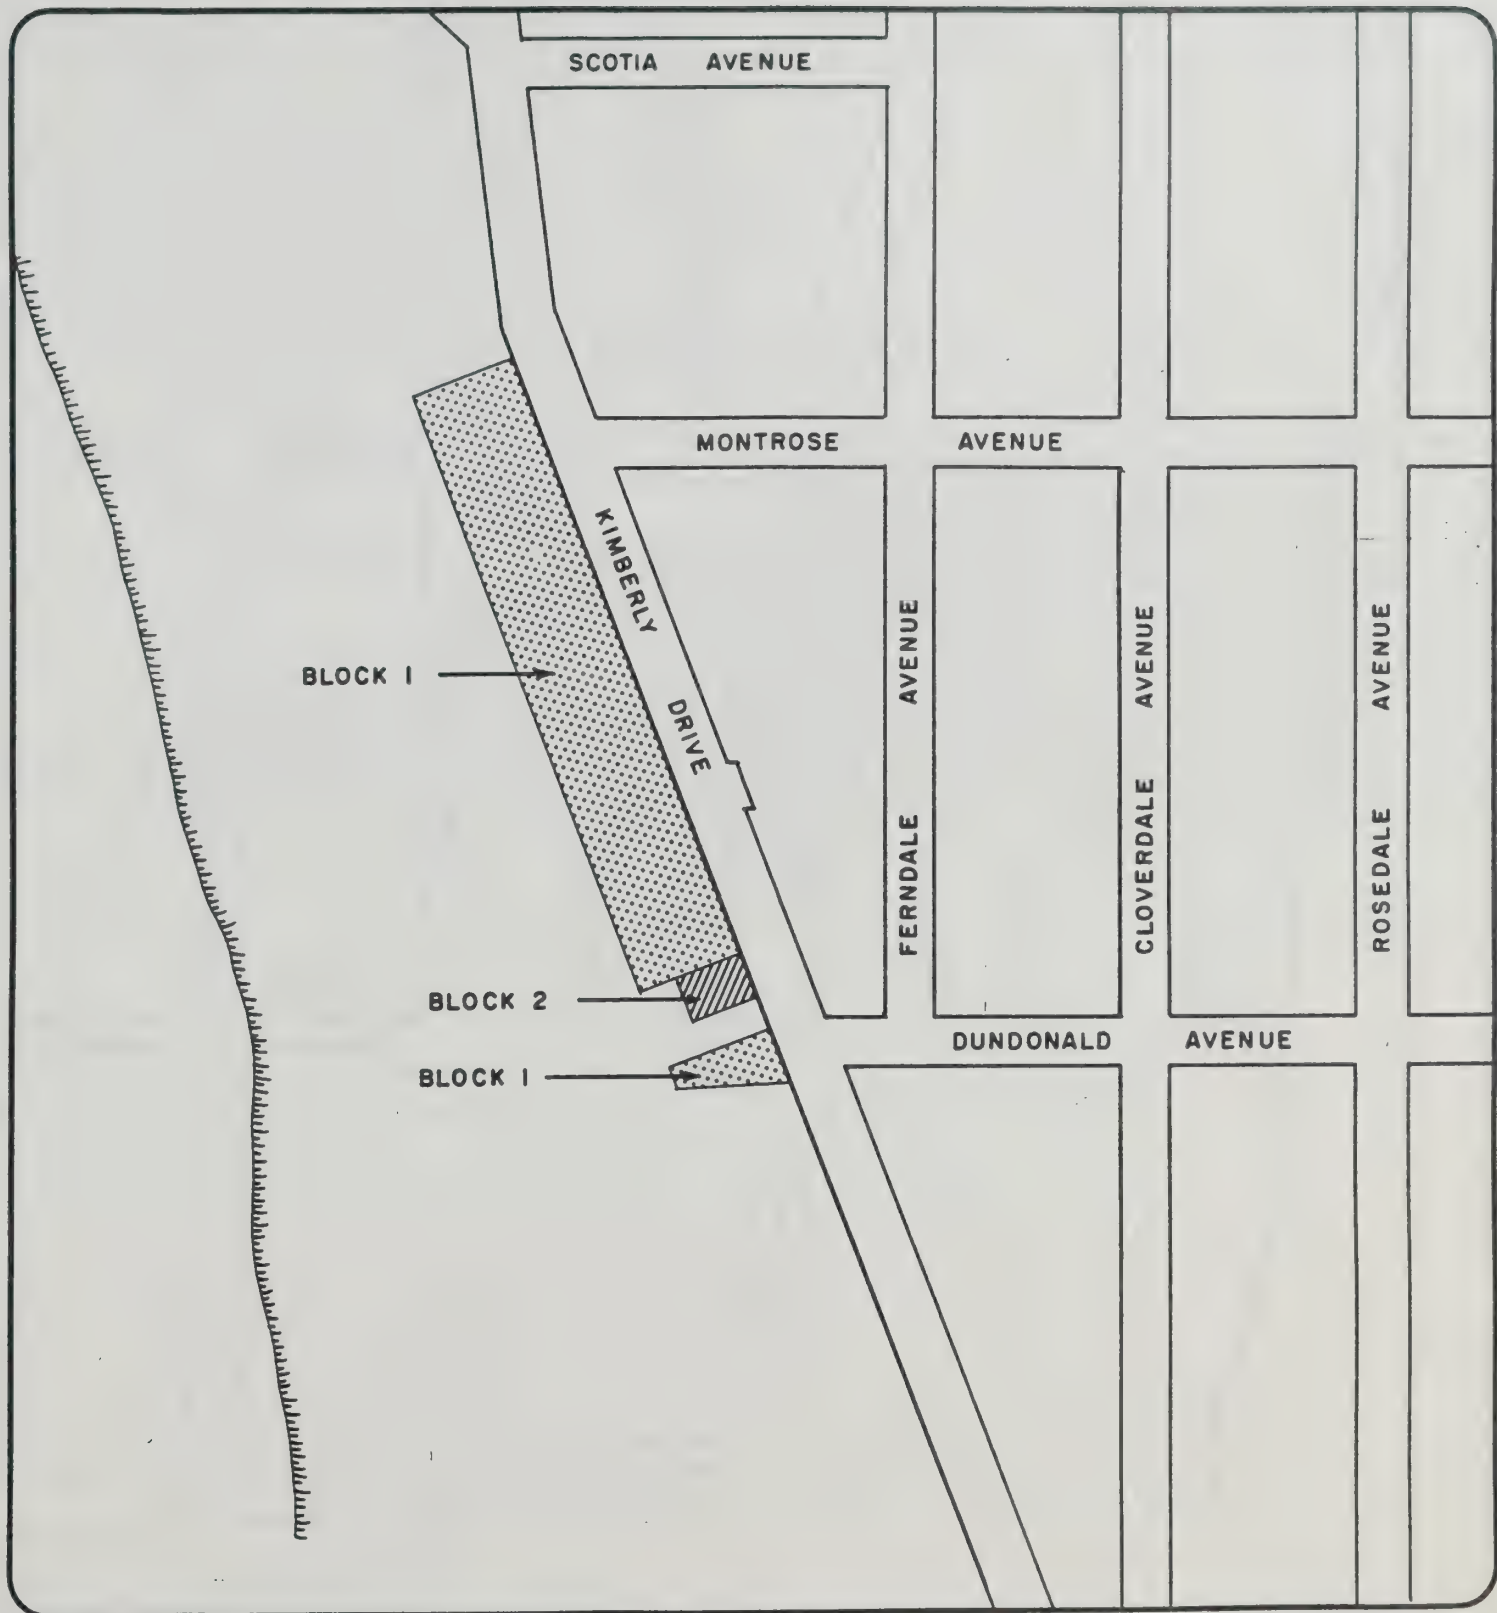 SCOTIA AVENUE
MONTROSE AVENUE
KIMBERLY DRIVE
BLOCK 1
FERNDALE AVENUE
CLOVERDALE AVENUE
ROSEDALE AVENUE
BLOCK 2
DUNDONALD AVENUE
BLOCK 1